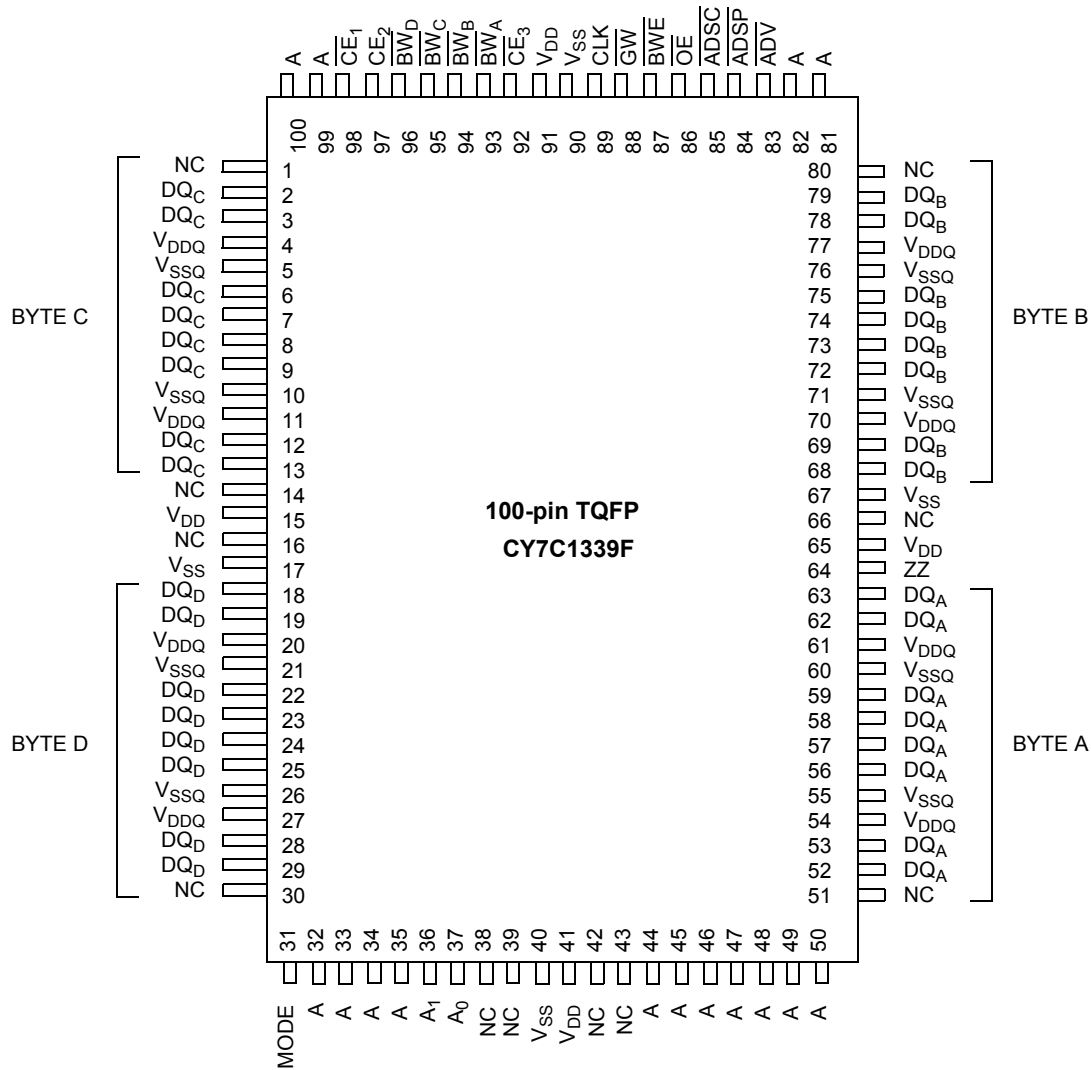 A A CE1 CE2 BWD BWC BWB BWA CE3 VDD VSS CLK GW BWE OE ADSC ADSP ADV A A
100 99 98 97 96 95 94 93 92 91 90 89 88 87 86 85 84 83 82 81
NC 1 80 NC
DQC 2 79 DQB
DQC 3 78 DQB
VDDQ 4 77 VDDQ
VSSQ 5 76 VSSQ
DQC 6 75 DQB
BYTE C DQC 7 74 DQB BYTE B
DQC 8 73 DQB
DQC 9 72 DQB
VSSQ 10 71 VSSQ
VDDQ 11 70 VDDQ
DQC 12 69 DQB
DQC 13 68 DQB
NC 14 67 VSS
100-pin TQFP
VDD 15 66 NC
CY7C1339F
NC 16 65 VDD
VSS 17 64 ZZ
DQD 18 63 DQA
DQD 19 62 DQA
VDDQ 20 61 VDDQ
VSSQ 21 60 VSSQ
DQD 22 59 DQA
DQD 23 58 DQA
BYTE D DQD 24 57 DQA BYTE A
DQD 25 56 DQA
VSSQ 26 55 VSSQ
VDDQ 27 54 VDDQ
DQD 28 53 DQA
DQD 29 52 DQA
NC 30 51 NC
31 32 33 34 35 36 37 38 39 40 41 42 43 44 45 46 47 48 49 50
MODE A A A A A1 A0 NC NC VSS VDD NC NC A A A A A A A